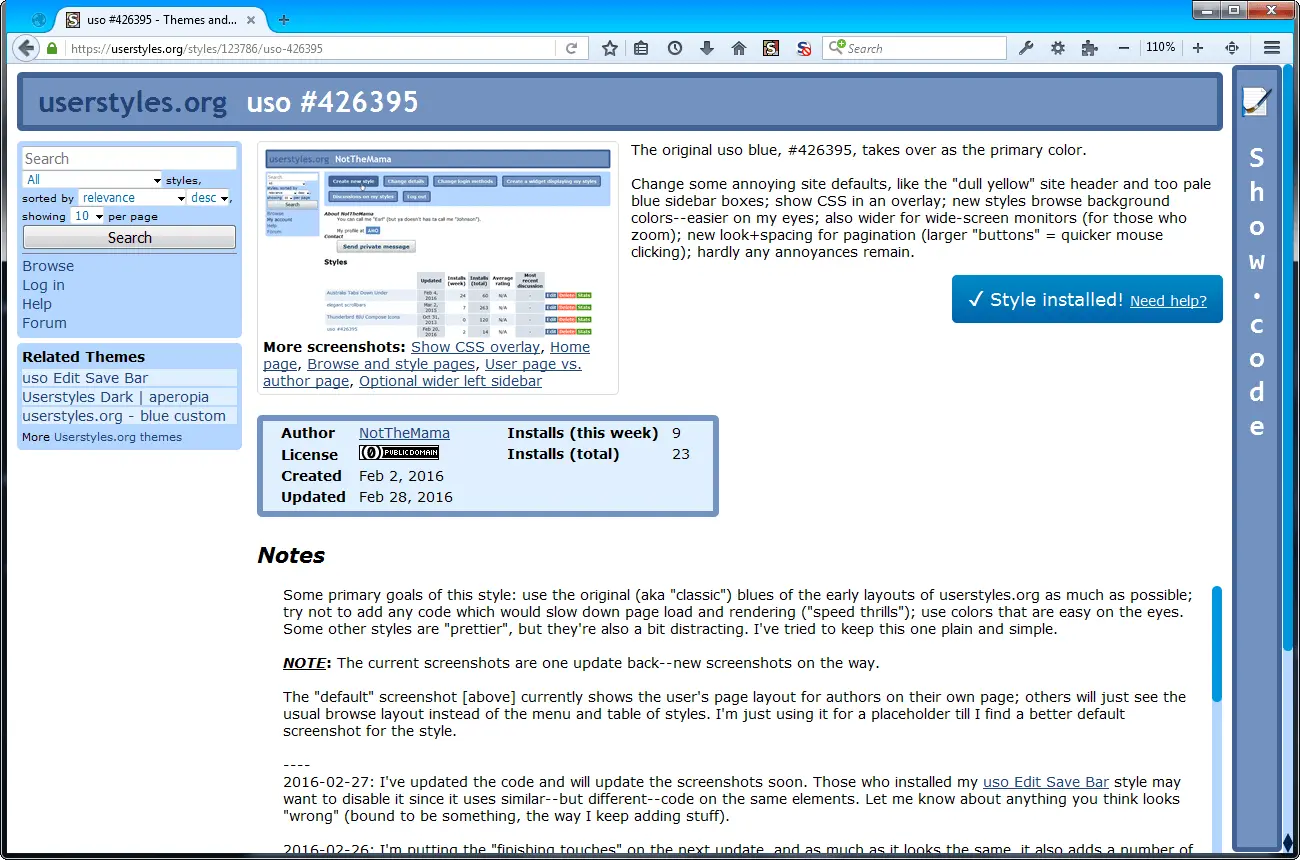 uso #426395 - Themes and...
https://userstyles.org/styles/123786/uso-426395
Search
110%
userstyles.org uso #426395
Search
All styles,
sorted by relevance desc ,
showing 10 per page
Search
Browse
Log in
Help
Forum
Related Themes
uso Edit Save Bar
Userstyles Dark | aperopia
userstyles.org - blue custom
More Userstyles.org themes
userstyles.org NotTheMama
Create new style Change details Change login methods Create a widget displaying my styles
Discussions on my styles Log out
About NotTheMama
You can call me "Earl" (but ya doesn't has to call me "Johnson").
My profile at AMO
Contact
Send private message
Styles
Updated Installs (week) Installs (total) Average rating Most recent discussion
Australis Tabs Down Under Feb 4, 2016 24 60 N/A - Edit Delete Stats
elegant scrollbars Mar 2, 2015 7 263 N/A - Edit Delete Stats
Thunderbird BIU Compose Icons Oct 31, 2013 0 120 N/A - Edit Delete Stats
uso #426395 Feb 20, 2016 2 14 N/A - Edit Delete Stats
More screenshots: Show CSS overlay, Home
page, Browse and style pages, User page vs.
author page, Optional wider left sidebar
The original uso blue, #426395, takes over as the primary color.
Change some annoying site defaults, like the "dull yellow" site header and too pale
blue sidebar boxes; show CSS in an overlay; new styles browse background
colors--easier on my eyes; also wider for wide-screen monitors (for those who
zoom); new look+spacing for pagination (larger "buttons" = quicker mouse
clicking); hardly any annoyances remain.
✓ Style installed! Need help?
Author NotTheMama Installs (this week) 9
License PUBLIC DOMAIN Installs (total) 23
Created Feb 2, 2016
Updated Feb 28, 2016
Notes
Some primary goals of this style: use the original (aka "classic") blues of the early layouts of userstyles.org as much as possible;
try not to add any code which would slow down page load and rendering ("speed thrills"); use colors that are easy on the eyes.
Some other styles are "prettier", but they're also a bit distracting. I've tried to keep this one plain and simple.
NOTE: The current screenshots are one update back--new screenshots on the way.
The "default" screenshot [above] currently shows the user's page layout for authors on their own page; others will just see the
usual browse layout instead of the menu and table of styles. I'm just using it for a placeholder till I find a better default
screenshot for the style.
----
2016-02-27: I've updated the code and will update the screenshots soon. Those who installed my uso Edit Save Bar style may
want to disable it since it uses similar--but different--code on the same elements. Let me know about anything you think looks
"wrong" (bound to be something, the way I keep adding stuff).
2016-02-26: I'm putting the "finishing touches" on the next update, and as much as it looks the same, it also adds a number of
Show.code